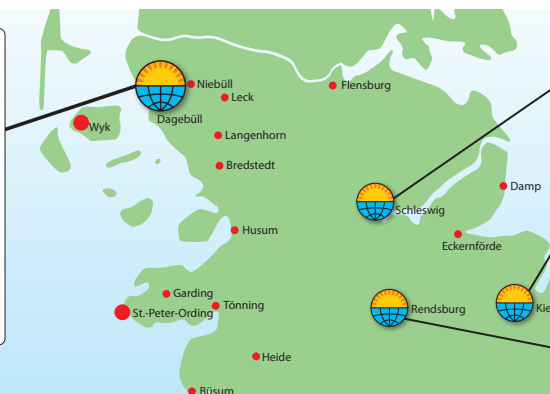 Niebüll
Flensburg
Leck
Dagebüll
Wyk
Langenhorn
Bredstedt
Damp
Schleswig
Husum
Eckernförde
Garding
Tönning
St.-Peter-Ording
Rendsburg
Kie
Heide
Büsum